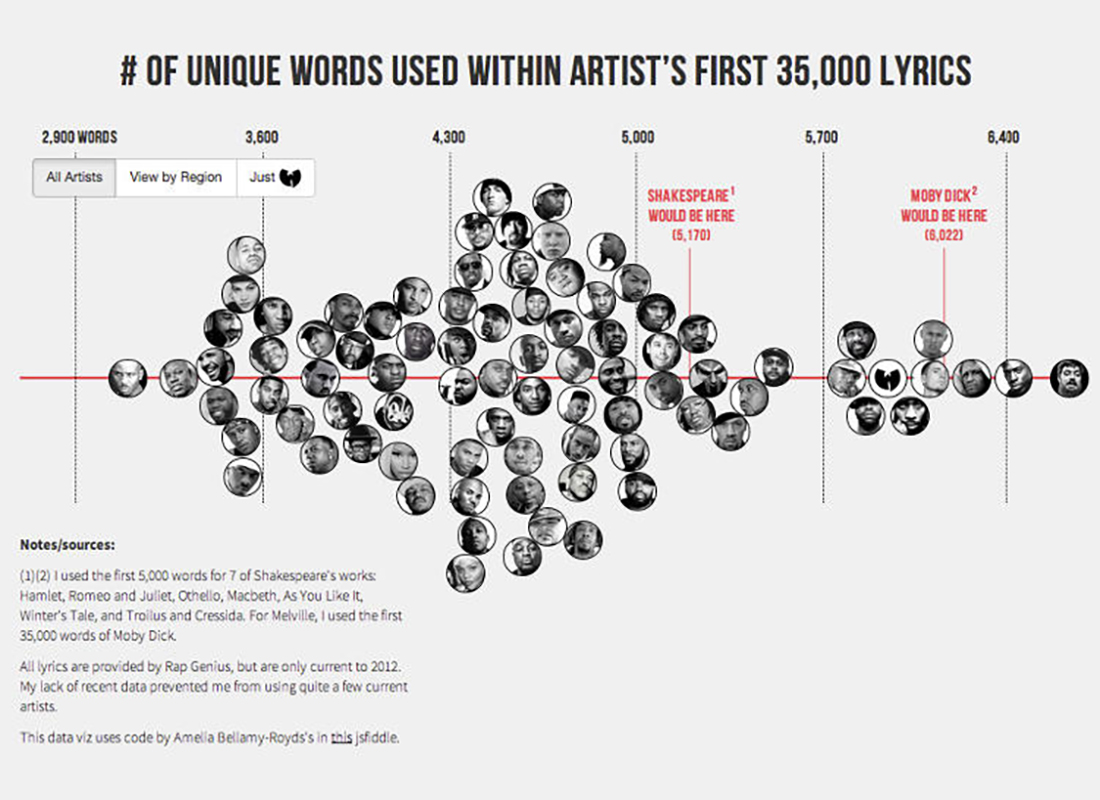 # OF UNIQUE WORDS USED WITHIN ARTIST'S FIRST 35,000 LYRICS
2,900 WORDS 3,600 4,300 5,000 5,700 6,400
All Artists View by Region Just
SHAKESPEARE¹
WOULD BE HERE
(5,170)
MOBY DICK²
WOULD BE HERE
(6,022)
Notes/sources:
(1)(2) I used the first 5,000 words for 7 of Shakespeare's works:
Hamlet, Romeo and Juliet, Othello, Macbeth, As You Like It,
Winter's Tale, and Troilus and Cressida. For Melville, I used the first
35,000 words of Moby Dick.
All lyrics are provided by Rap Genius, but are only current to 2012.
My lack of recent data prevented me from using quite a few current
artists.
This data viz uses code by Amelia Bellamy-Royds's in this jsfiddle.